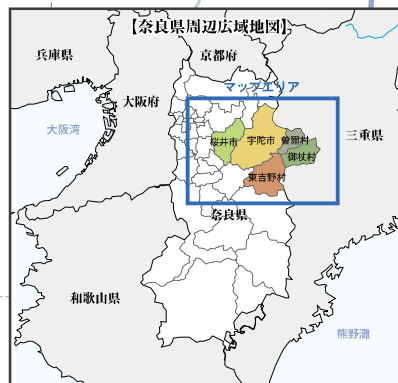 【奈良県周辺広域地図】
兵庫県
京都府
マップエリア
大阪府
大阪湾
三重県
桜井市
宇陀市
曽爾村
御杖村
東吉野村
奈良県
和歌山県
熊野灘